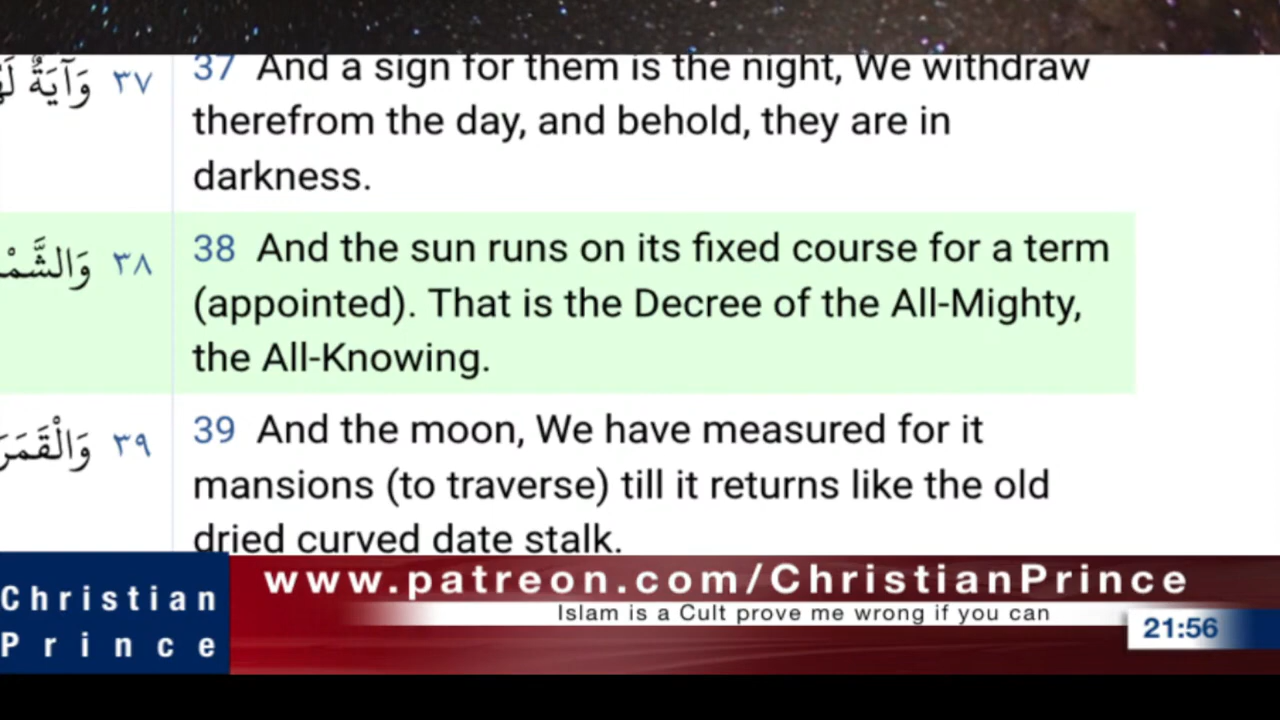 37 And a sign for them is the night, We withdraw
therefrom the day, and behold, they are in
darkness.
٣٧ وَآيَةٌ
38 And the sun runs on its fixed course for a term
(appointed). That is the Decree of the All-Mighty,
the All-Knowing.
٣٨
39 And the moon, We have measured for it
mansions (to traverse) till it returns like the old
dried curved date stalk.
٣٩
Christian
Prince
www.patreon.com/ChristianPrince
Islam is a Cult prove me wrong if you can
21:56